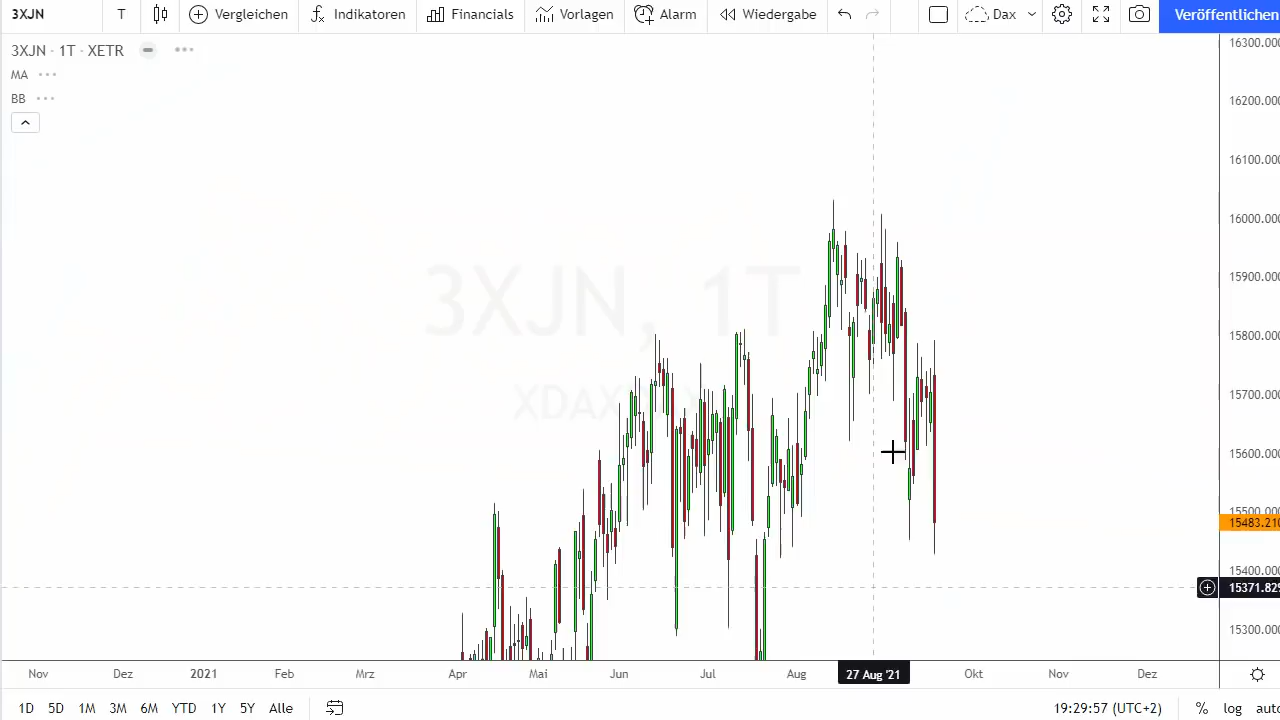 3XJN T Vergleichen Indikatoren Financials Vorlagen Alarm Wiedergabe Dax Veröffentlichen
3XJN · 1T · XETR
MA
BB
3XJN, 1T
XDAX
16300.000
16200.000
16100.000
16000.000
15900.000
15800.000
15700.000
15600.000
15500.000
15483.210
15400.000
15371.829
15300.000
Nov Dez 2021 Feb Mrz Apr Mai Jun Jul Aug 27 Aug '21 Okt Nov Dez
1D 5D 1M 3M 6M YTD 1Y 5Y Alle 19:29:57 (UTC+2) % log auto